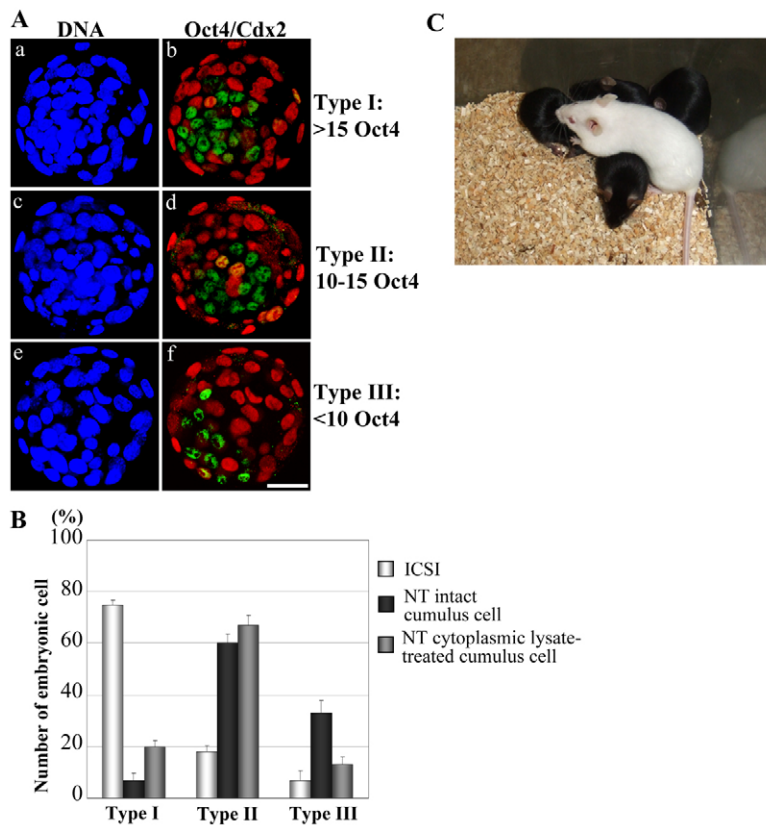 A
DNA
Oct4/Cdx2
a
b
Type I:
>15 Oct4
c
d
Type II:
10-15 Oct4
e
f
Type III:
<10 Oct4
C
B
(%)
100
80
60
40
20
0
Number of embryonic cell
Type I
Type II
Type III
ICSI
NT intact
cumulus cell
NT cytoplasmic lysate-
treated cumulus cell